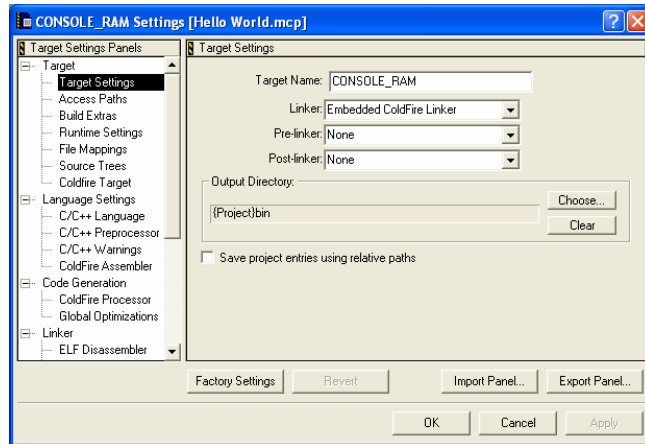 CONSOLE_RAM Settings [Hello World.mcp]
Target Settings Panels
Target
Target Settings
Access Paths
Build Extras
Runtime Settings
File Mappings
Source Trees
Coldfire Target
Language Settings
C/C++ Language
C/C++ Preprocessor
C/C++ Warnings
ColdFire Assembler
Code Generation
ColdFire Processor
Global Optimizations
Linker
ELF Disassembler
Target Settings
Target Name: CONSOLE_RAM
Linker: Embedded ColdFire Linker
Pre-linker: None
Post-linker: None
Output Directory:
{Project}bin
Choose...
Clear
Save project entries using relative paths
Factory Settings Revert Import Panel... Export Panel...
OK Cancel Apply